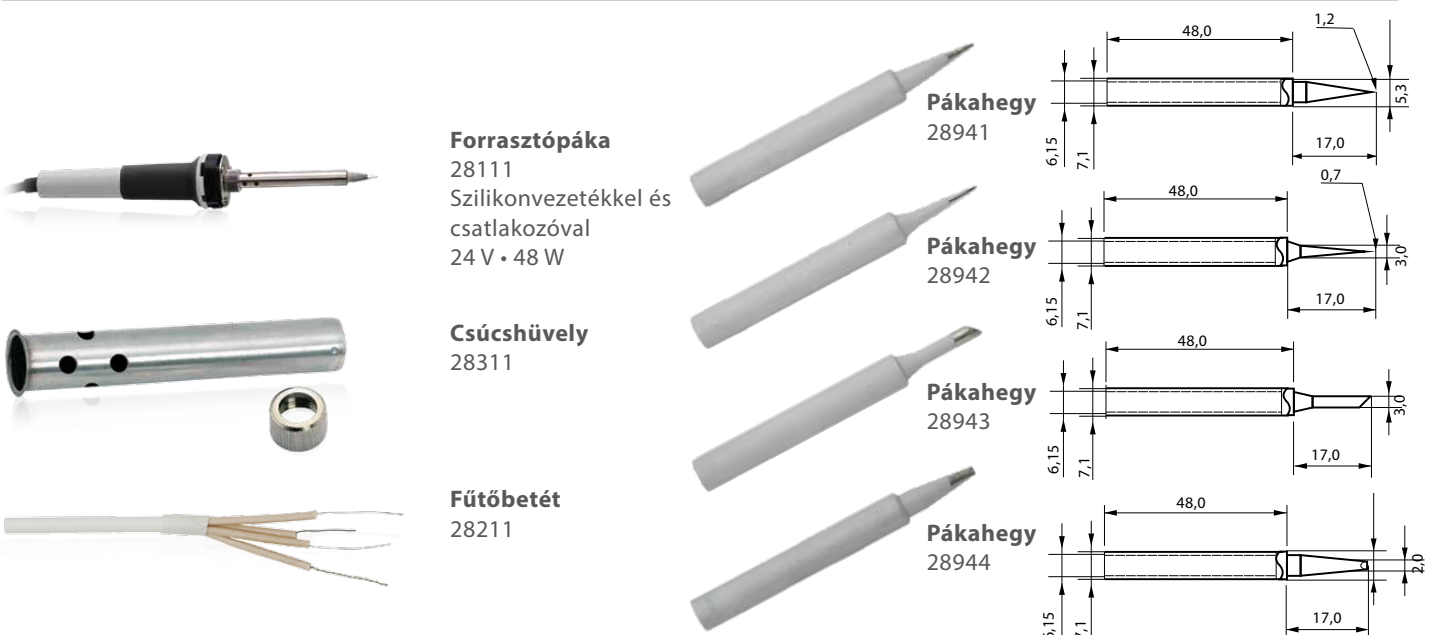 Forrasztópáka
28111
Szilikonvezetékkel és
csatlakozóval
24 V • 48 W
Csúcshüvely
28311
Fűtőbetét
28211
Pákahegy
28941
48,0
1,2
6,15
7,1
5,3
17,0
Pákahegy
28942
48,0
0,7
6,15
7,1
3,0
17,0
Pákahegy
28943
48,0
6,15
7,1
3,0
17,0
Pákahegy
28944
48,0
6,15
7,1
2,0
17,0